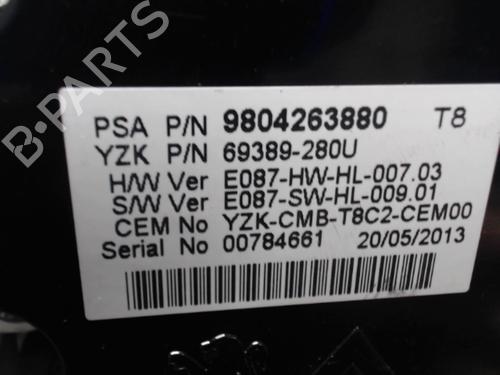 B-PARTS
PSA P/N 9804263880 T8
YZK P/N 69389-280U
H/W Ver E087-HW-HL-007.03
S/W Ver E087-SW-HL-009.01
CEM No YZK-CMB-T8C2-CEM00
Serial No 00784661 20/05/2013